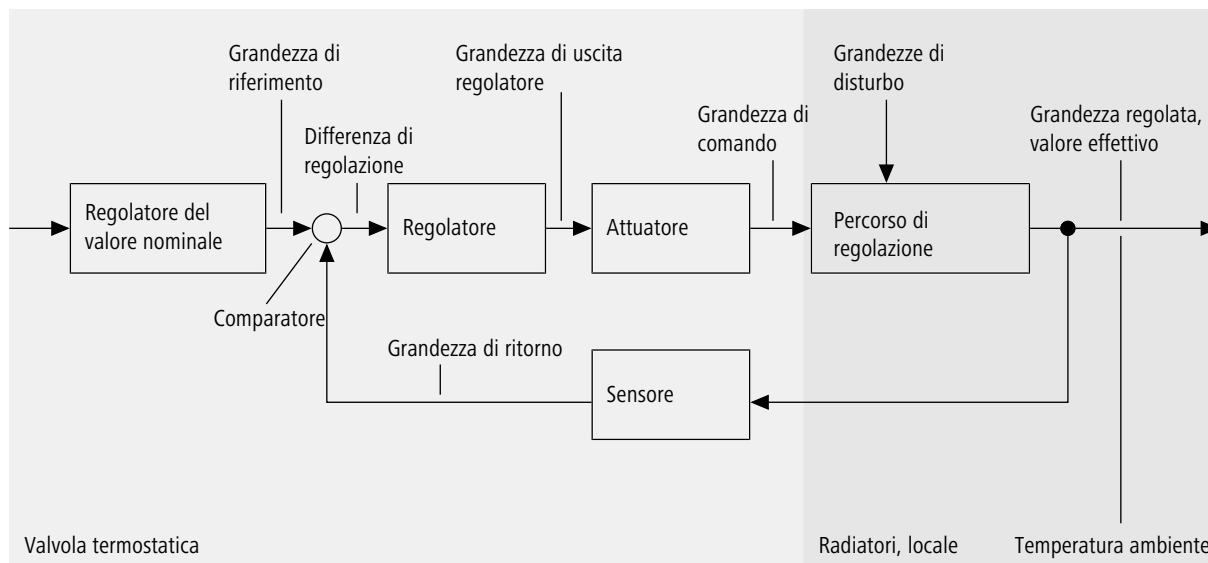 Grandezza di
riferimento
Grandezza di uscita
regolatore
Grandezze di
disturbo
Grandezza di
comando
Grandezza regolata,
valore effettivo
Differenza di
regolazione
Regolatore del
valore nominale
Regolatore
Attuatore
Percorso di
regolazione
Comparatore
Grandezza di ritorno
Sensore
Valvola termostatica
Radiatori, locale
Temperatura ambiente